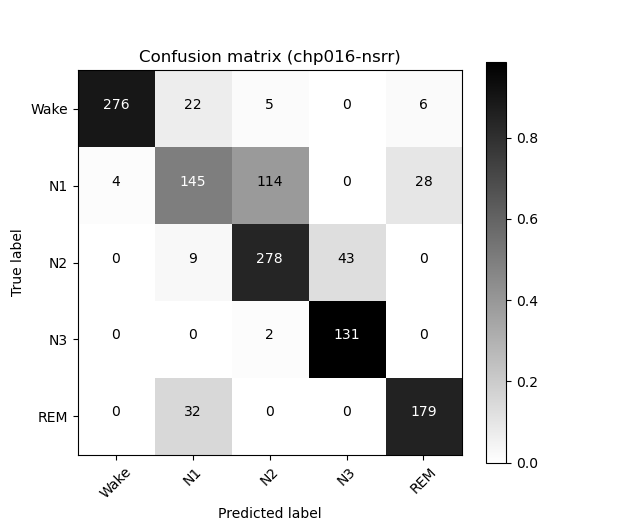 Confusion matrix (chp016-nsrr)
Wake 276 22 5 0 6
N1 4 145 114 0 28
N2 0 9 278 43 0
N3 0 0 2 131 0
REM 0 32 0 0 179
Wake N1 N2 N3 REM
Predicted label
True label
0.8
0.6
0.4
0.2
0.0